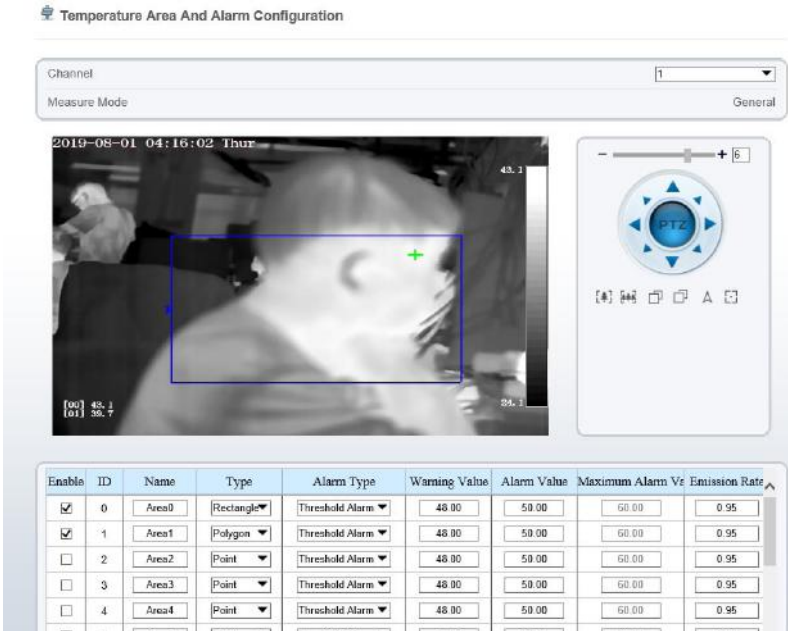 Temperature Area And Alarm Configuration
Channel 1
Measure Mode General
2019-08-01 04:16:02 Thur
43.1
24.1
[00] 43.1
[01] 39.7
- + 6
PTZ
Enable ID Name Type Alarm Type Warning Value Alarm Value Maximum Alarm Va Emission Rate
0 Area0 Rectangle Threshold Alarm 48.00 50.00 60.00 0.95
1 Area1 Polygon Threshold Alarm 48.00 50.00 60.00 0.95
2 Area2 Point Threshold Alarm 48.00 50.00 60.00 0.95
3 Area3 Point Threshold Alarm 48.00 50.00 60.00 0.95
4 Area4 Point Threshold Alarm 48.00 50.00 60.00 0.95